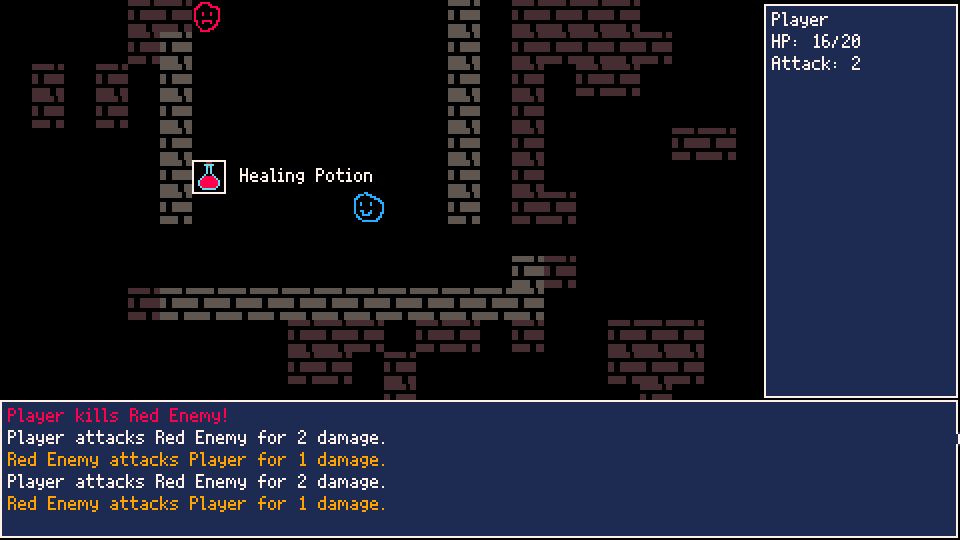 Player
HP: 16/20
Attack: 2
Healing Potion
Player kills Red Enemy!
Player attacks Red Enemy for 2 damage.
Red Enemy attacks Player for 1 damage.
Player attacks Red Enemy for 2 damage.
Red Enemy attacks Player for 1 damage.